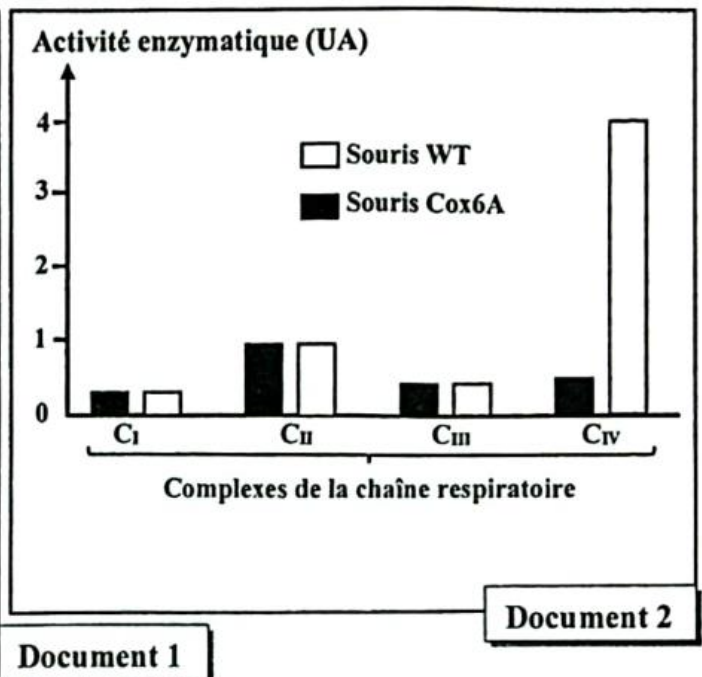 Activité enzymatique (UA)
4
3
2
1
0
Souris WT
Souris Cox6A
CI
CII
CIII
CIV
Complexes de la chaîne respiratoire
Document 2
Document 1